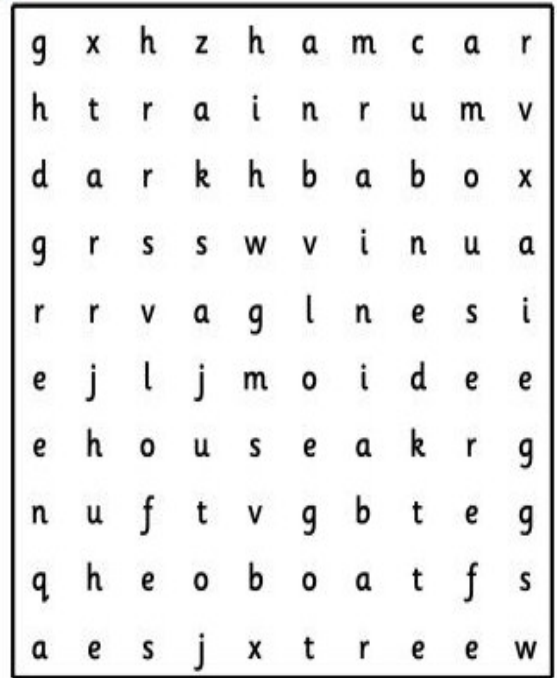 g x h z h a m c a r
h t r a i n r u m v
d a r k h b a b o x
g r s s w v i n u a
r r v a g l n e s i
e j l j m o i d e e
e h o u s e a k r g
n u f t v g b t e g
q h e o b o a t f s
a e s j x t r e e w